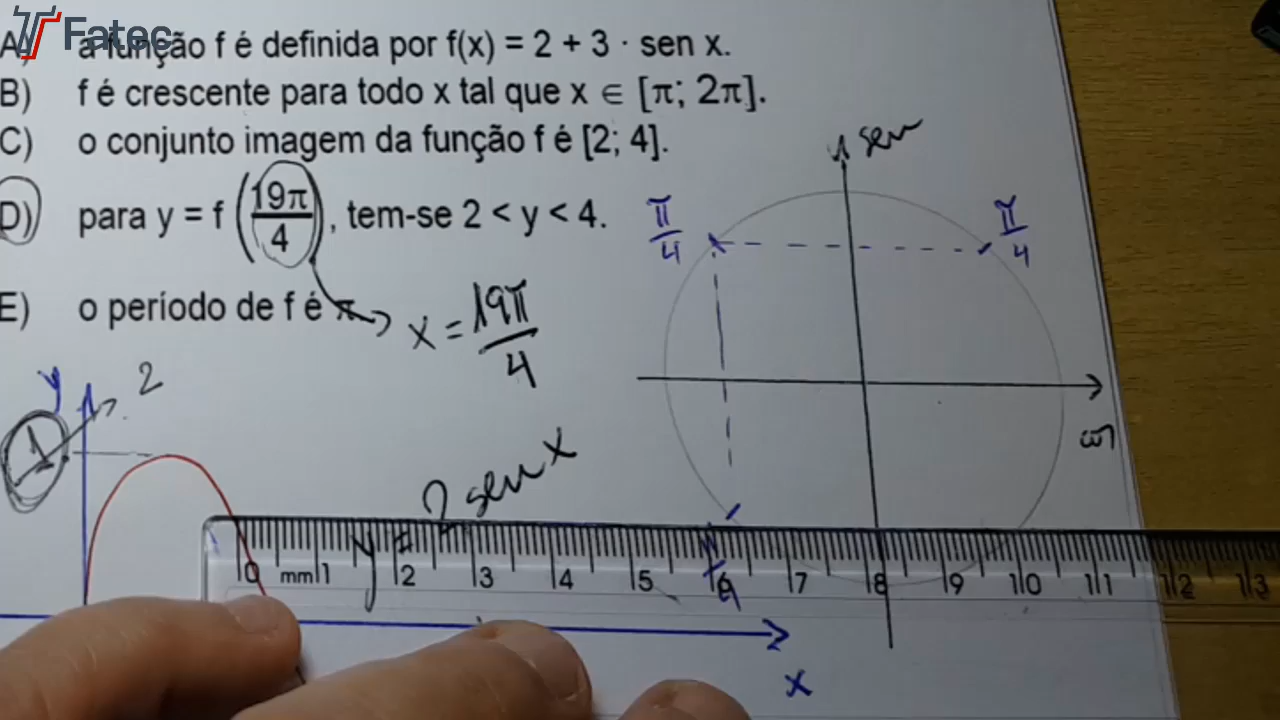 Fatec
A) a função f é definida por f(x) = 2 + 3 · sen x.
B) f é crescente para todo x tal que x ∈ [π; 2π].
C) o conjunto imagem da função f é [2; 4].
D) para y = f (19π/4), tem-se 2 < y < 4.
E) o período de f é π
x = 19π/4
sen
π/4
π/4
y
2
1
y = 2 sen x
π/4
0 mm 1 2 3 4 5 6 7 8 9 10 11 12 13
x